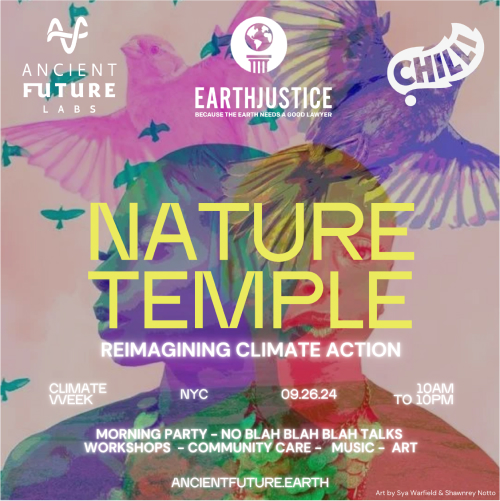 ANCIENT
FUTURE
LABS
EARTHJUSTICE
BECAUSE THE EARTH NEEDS A GOOD LAWYER
CHILL
NATURE
TEMPLE
REIMAGINING CLIMATE ACTION
CLIMATE
WEEK
NYC
09.26.24
10AM
TO 10PM
MORNING PARTY - NO BLAH BLAH BLAH TALKS
WORKSHOPS - COMMUNITY CARE - MUSIC - ART
ANCIENTFUTURE.EARTH
Art by Sya Warfield & Shawnrey Notto